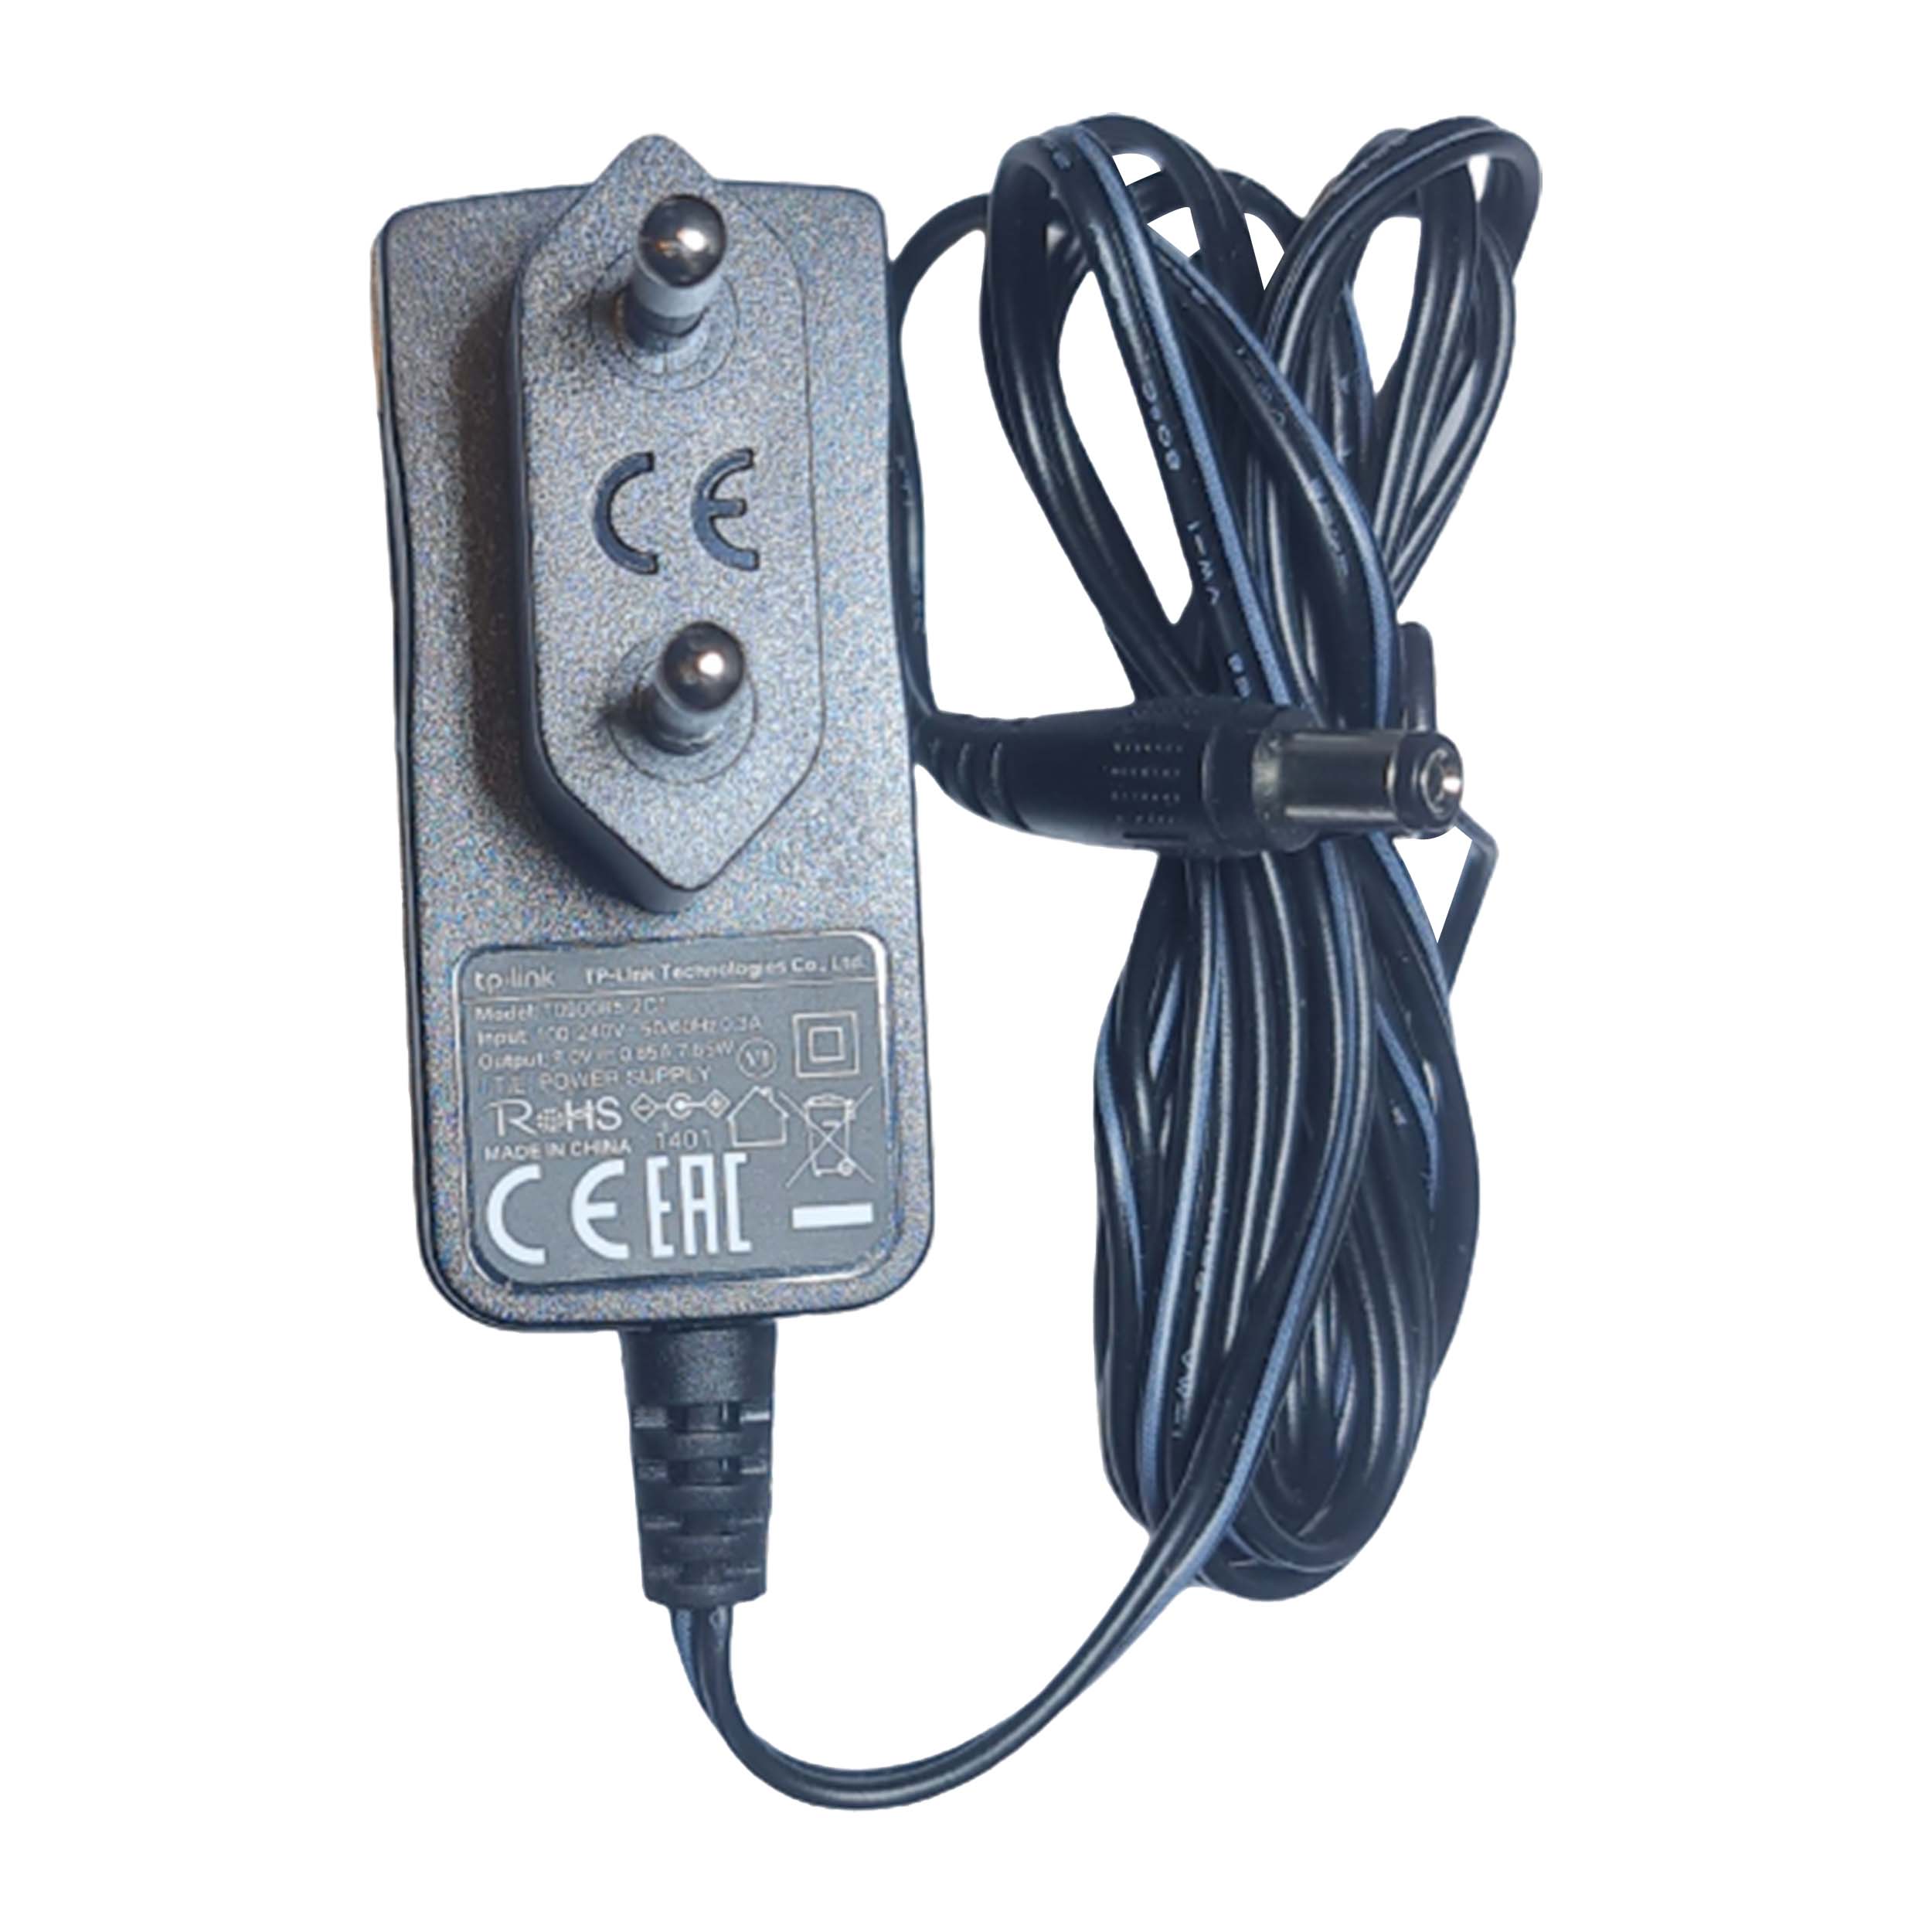 CE
tp-link TP-Link Technologies Co., Ltd.
Model: T090085-2C1
Input: 100-240V~50/60Hz 0.3A
Output: 9.0V 0.85A 7.65W VI
I.T.E. POWER SUPPLY
RoHS
MADE IN CHINA 1401
CE EAC